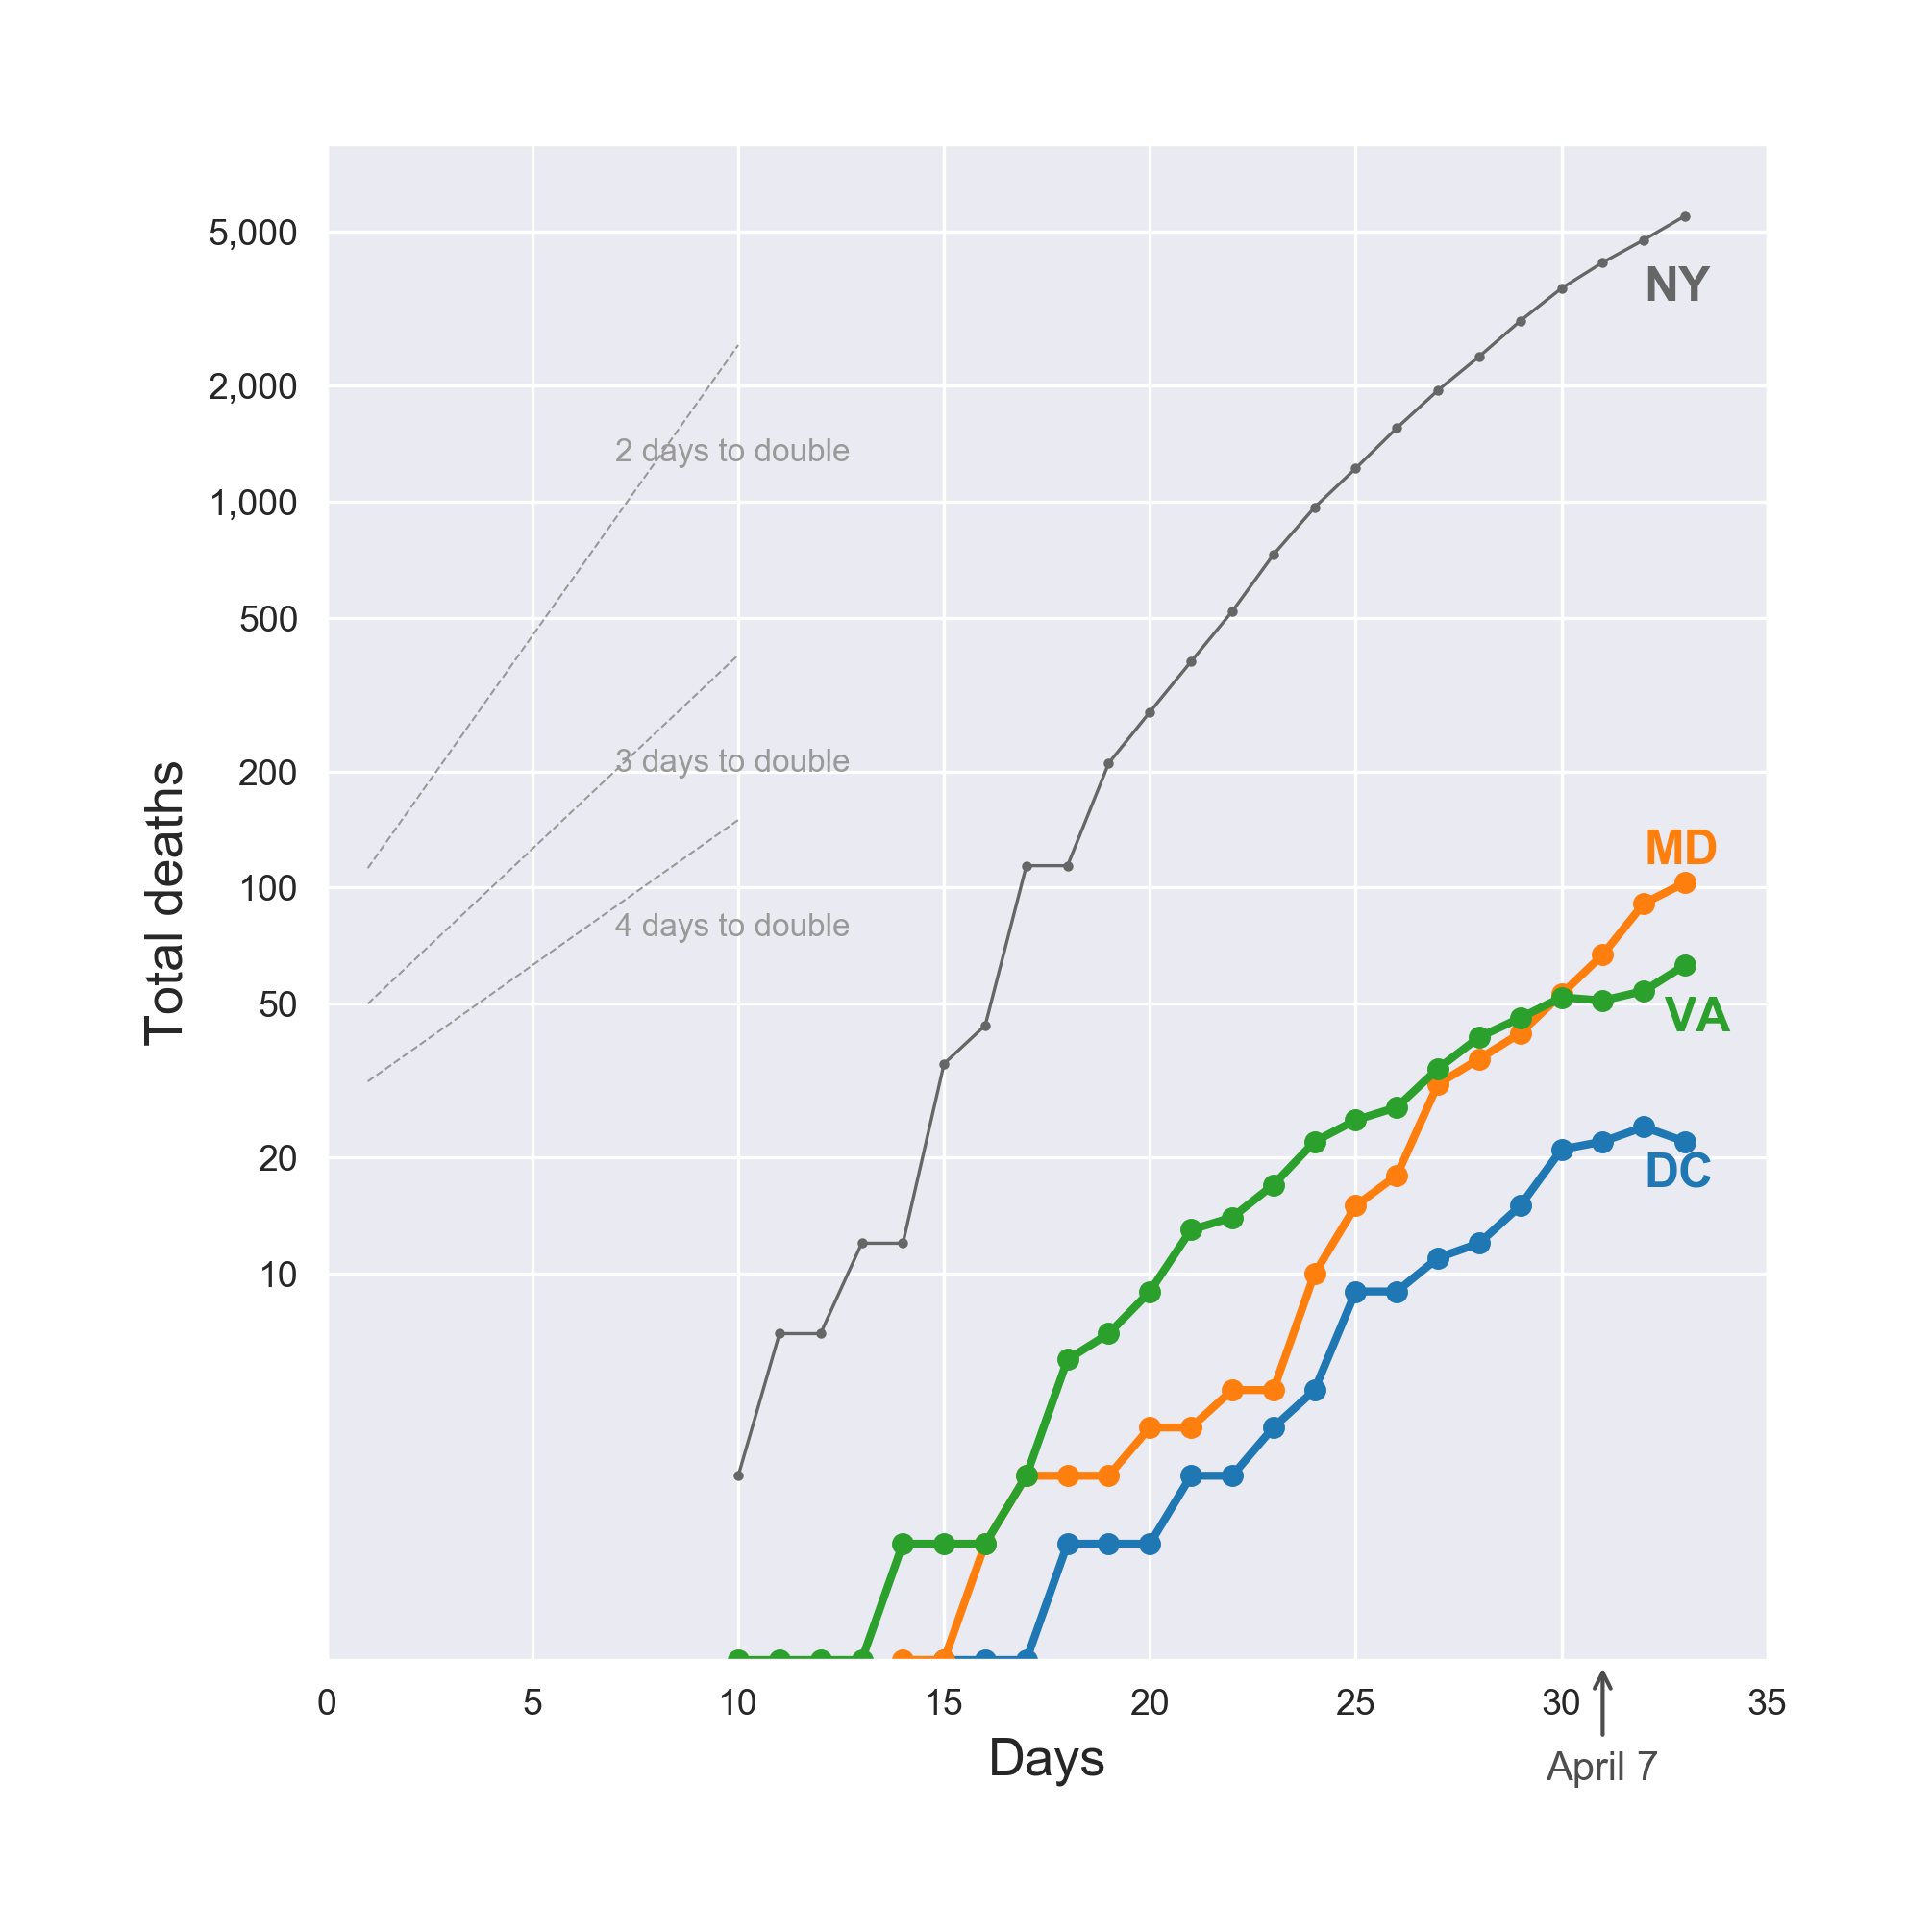 5,000
NY
2,000
2 days to double
1,000
500
3 days to double
200
MD
100
4 days to double
50
VA
20
DC
10
Total deaths
0 5 10 15 20 25 30 35
Days
April 7